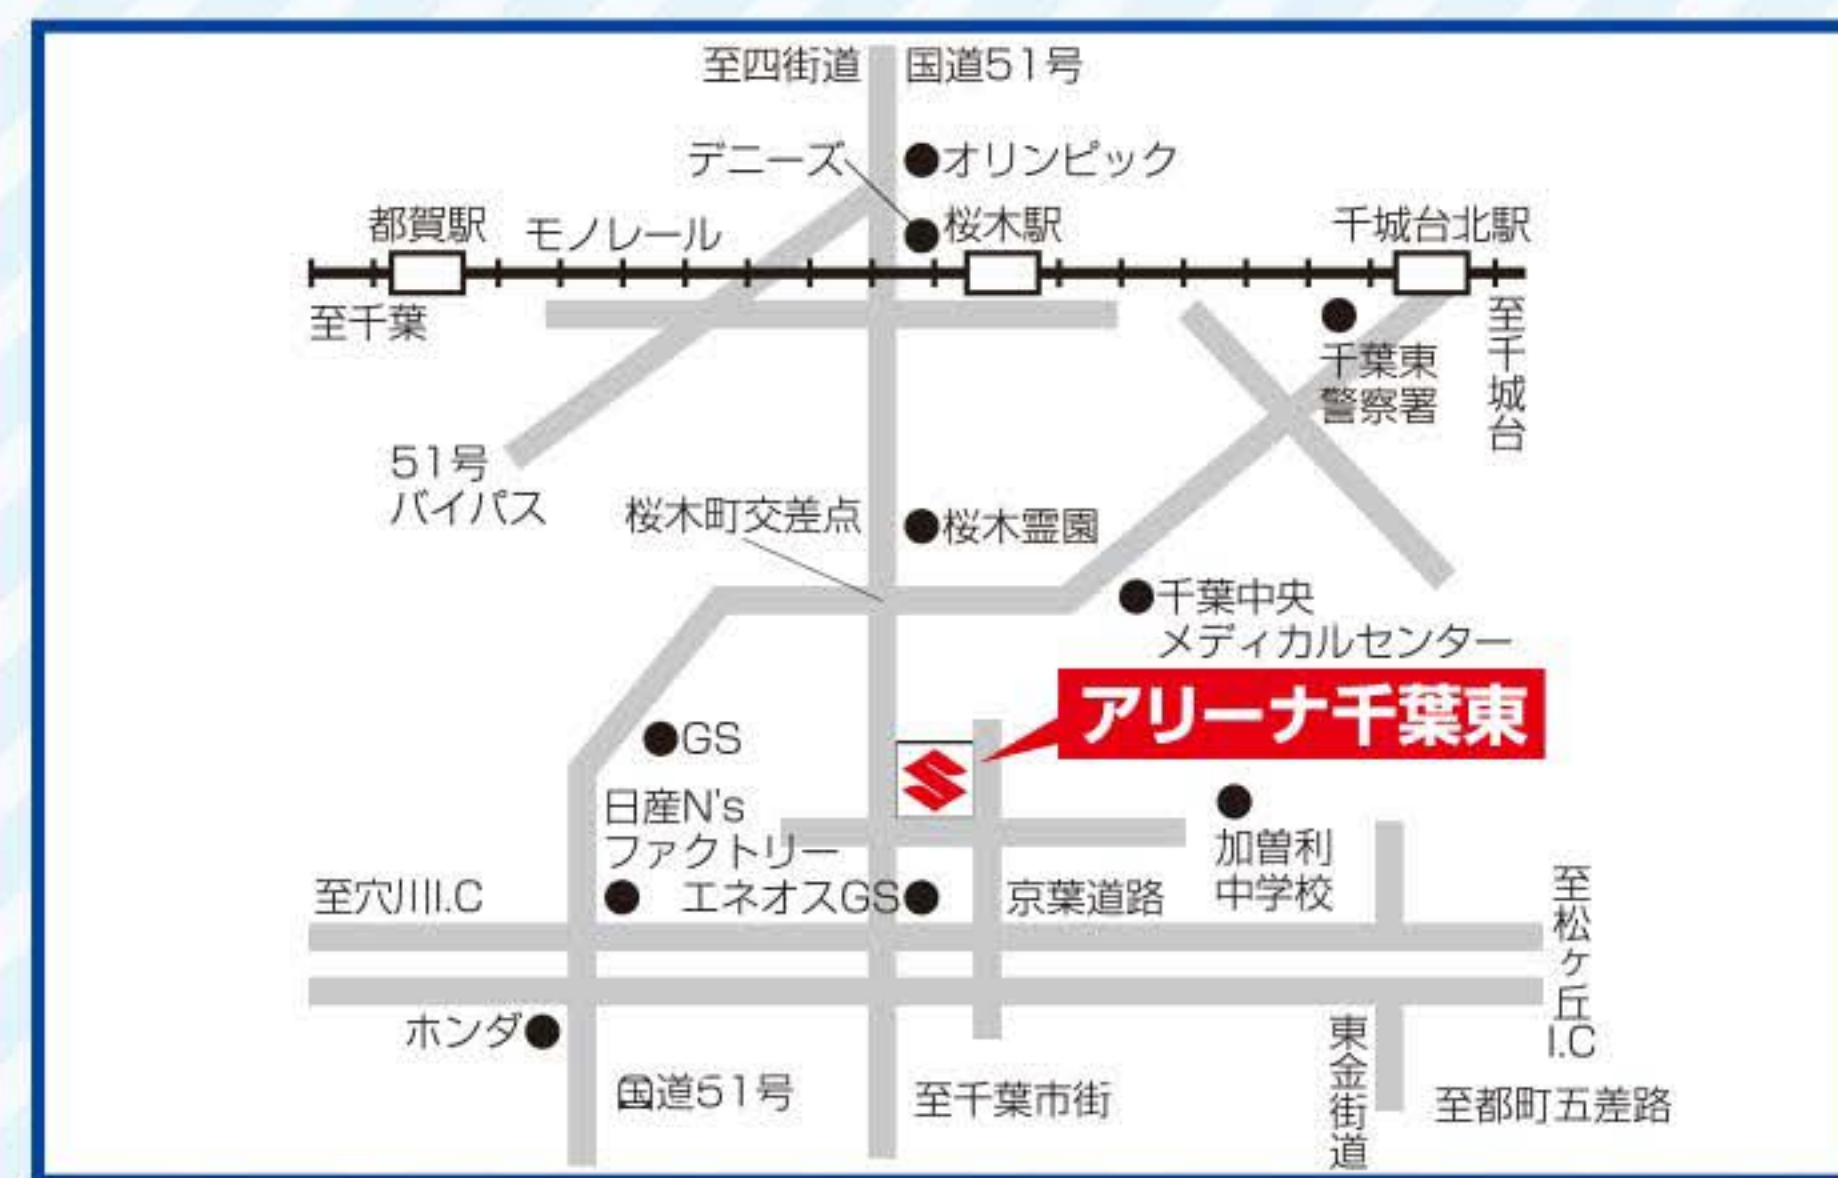 至四街道
国道51号
デニーズ
オリンピック
都賀駅
モノレール
桜木駅
千城台北駅
至千葉
千葉東
警察署
至千城台
51号
バイパス
桜木町交差点
桜木霊園
千葉中央
メディカルセンター
アリーナ千葉東
GS
日産N's
ファクトリー
加曽利
中学校
至穴川I.C
エネオスGS
京葉道路
至松ヶ丘
I.C
ホンダ
国道51号
至千葉市街
東金街道
至都町五差路